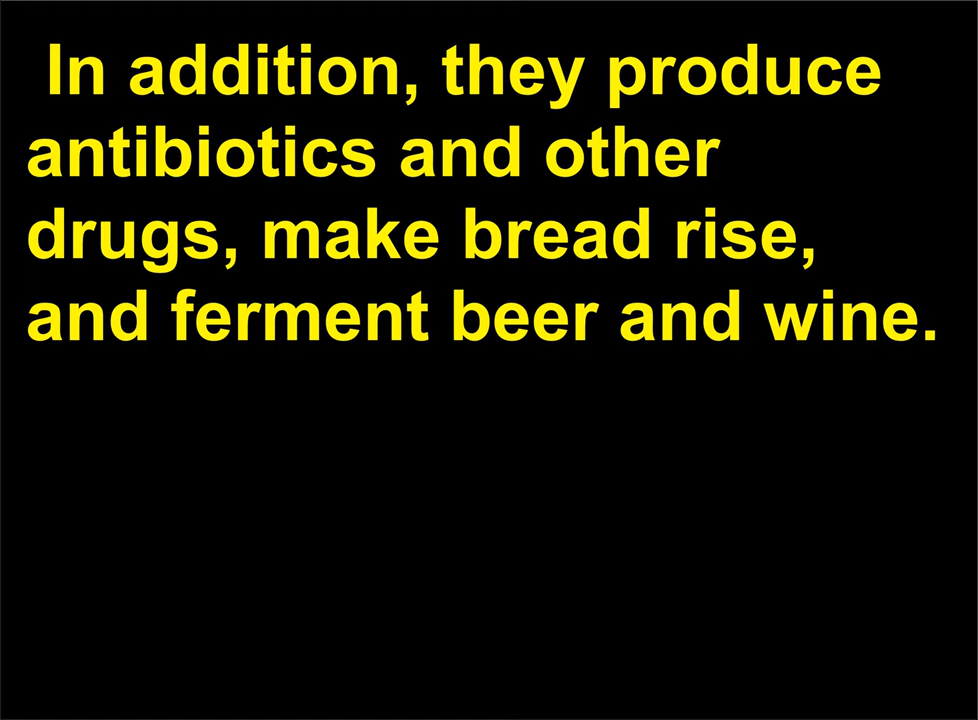 In addition, they produce
antibiotics and other
drugs, make bread rise,
and ferment beer and wine.